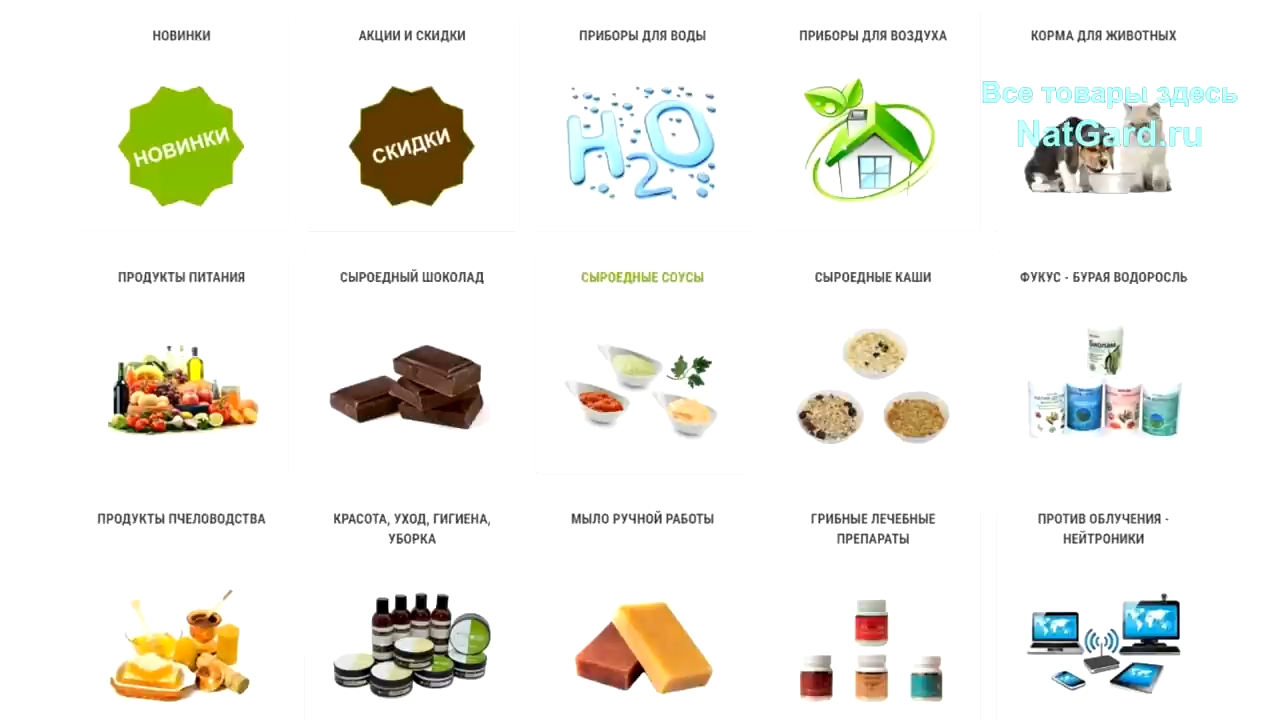 НОВИНКИ
АКЦИИ И СКИДКИ
ПРИБОРЫ ДЛЯ ВОДЫ
ПРИБОРЫ ДЛЯ ВОЗДУХА
КОРМА ДЛЯ ЖИВОТНЫХ
НОВИНКИ
СКИДКИ
H2O
Все товары здесь
NatGard.ru
ПРОДУКТЫ ПИТАНИЯ
СЫРОЕДНЫЙ ШОКОЛАД
СЫРОЕДНЫЕ СОУСЫ
СЫРОЕДНЫЕ КАШИ
ФУКУС - БУРАЯ ВОДОРОСЛЬ
ПРОДУКТЫ ПЧЕЛОВОДСТВА
КРАСОТА, УХОД, ГИГИЕНА,
УБОРКА
МЫЛО РУЧНОЙ РАБОТЫ
ГРИБНЫЕ ЛЕЧЕБНЫЕ
ПРЕПАРАТЫ
ПРОТИВ ОБЛУЧЕНИЯ -
НЕЙТРОНИКИ